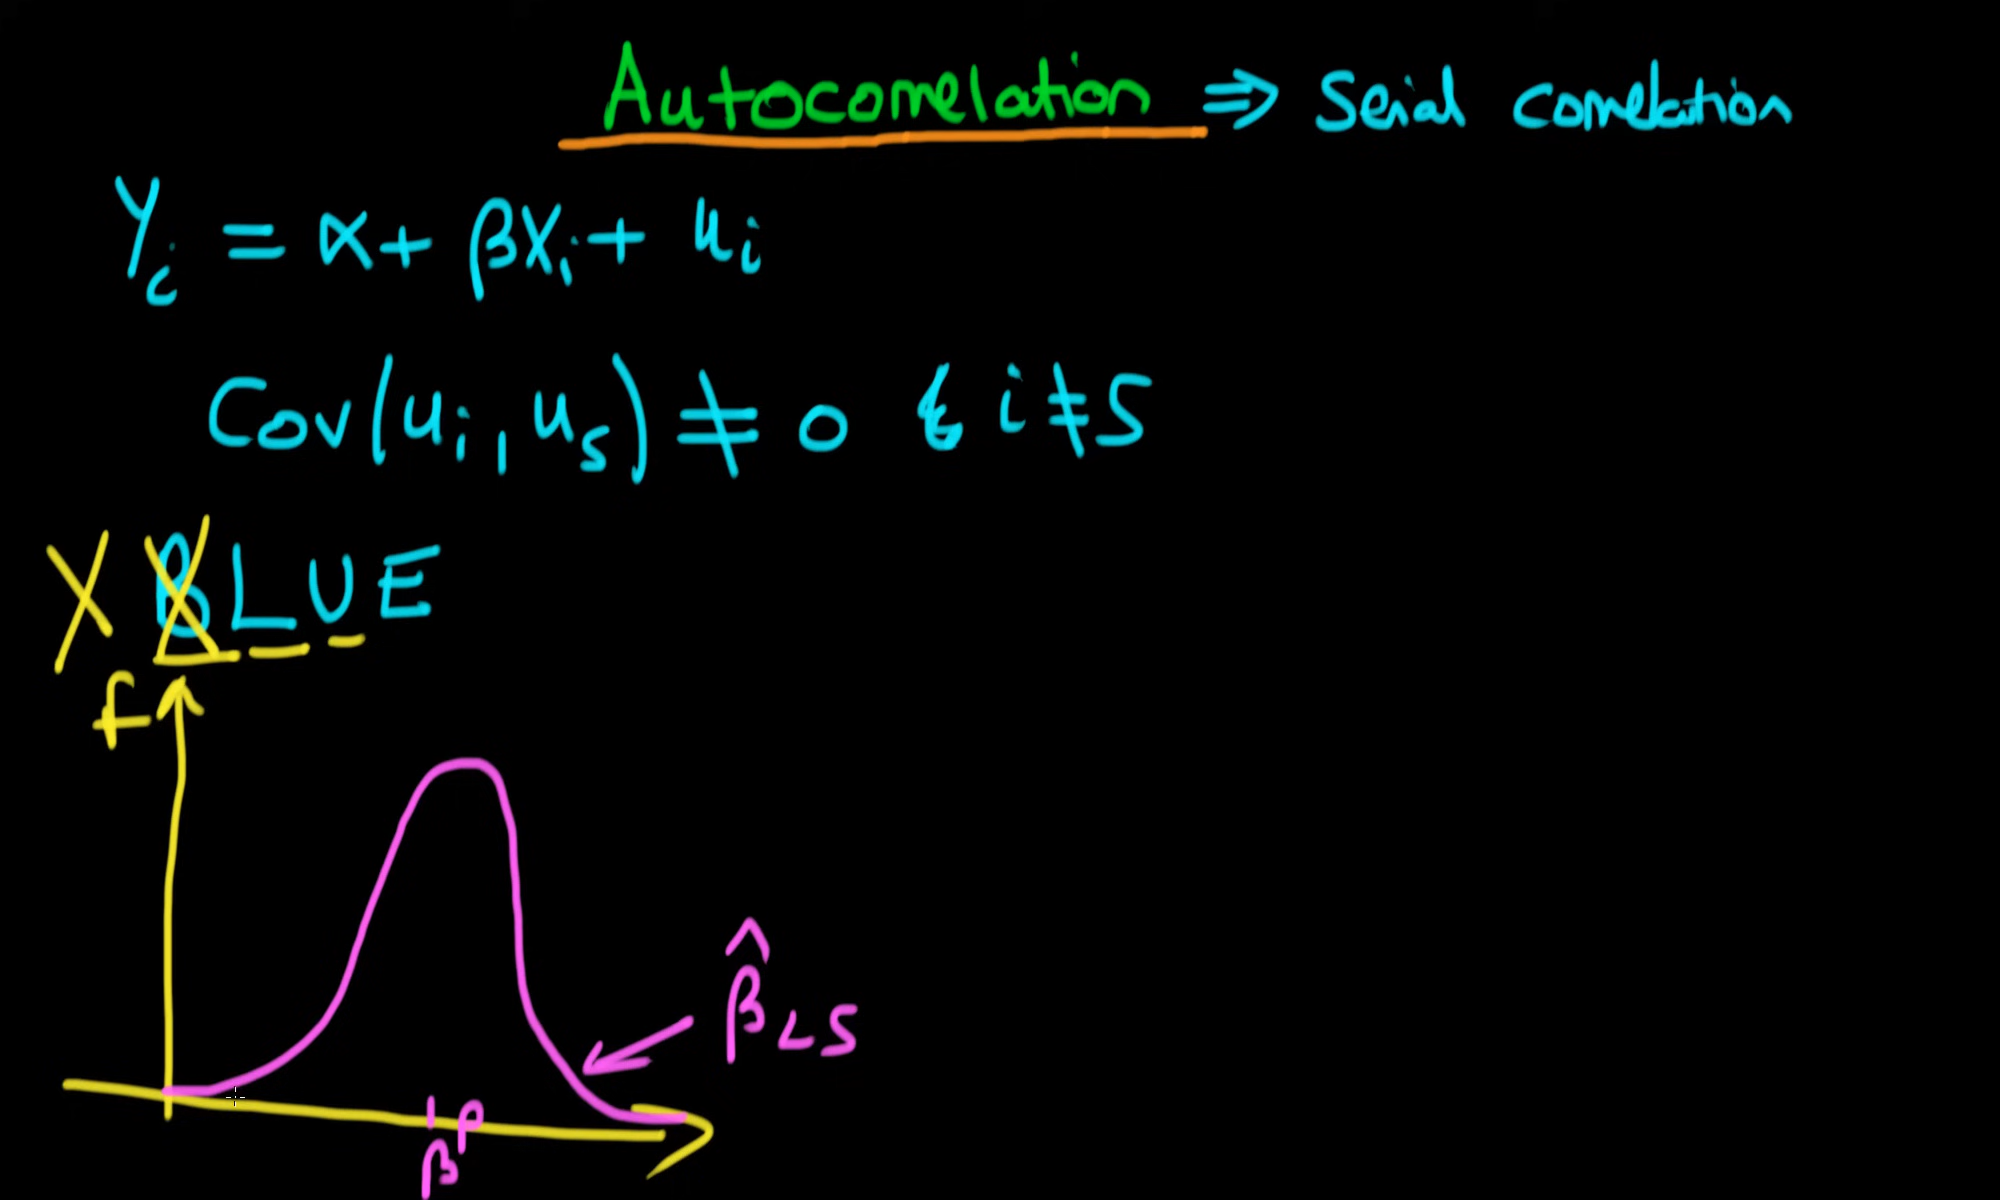 Autocorrelation ⇒ Serial correlation
Yᵢ = α + βXᵢ + uᵢ
Cov(uᵢ, uₛ) ≠ 0 & i ≠ s
X BLUE
f
β̂ LS
βᵖ